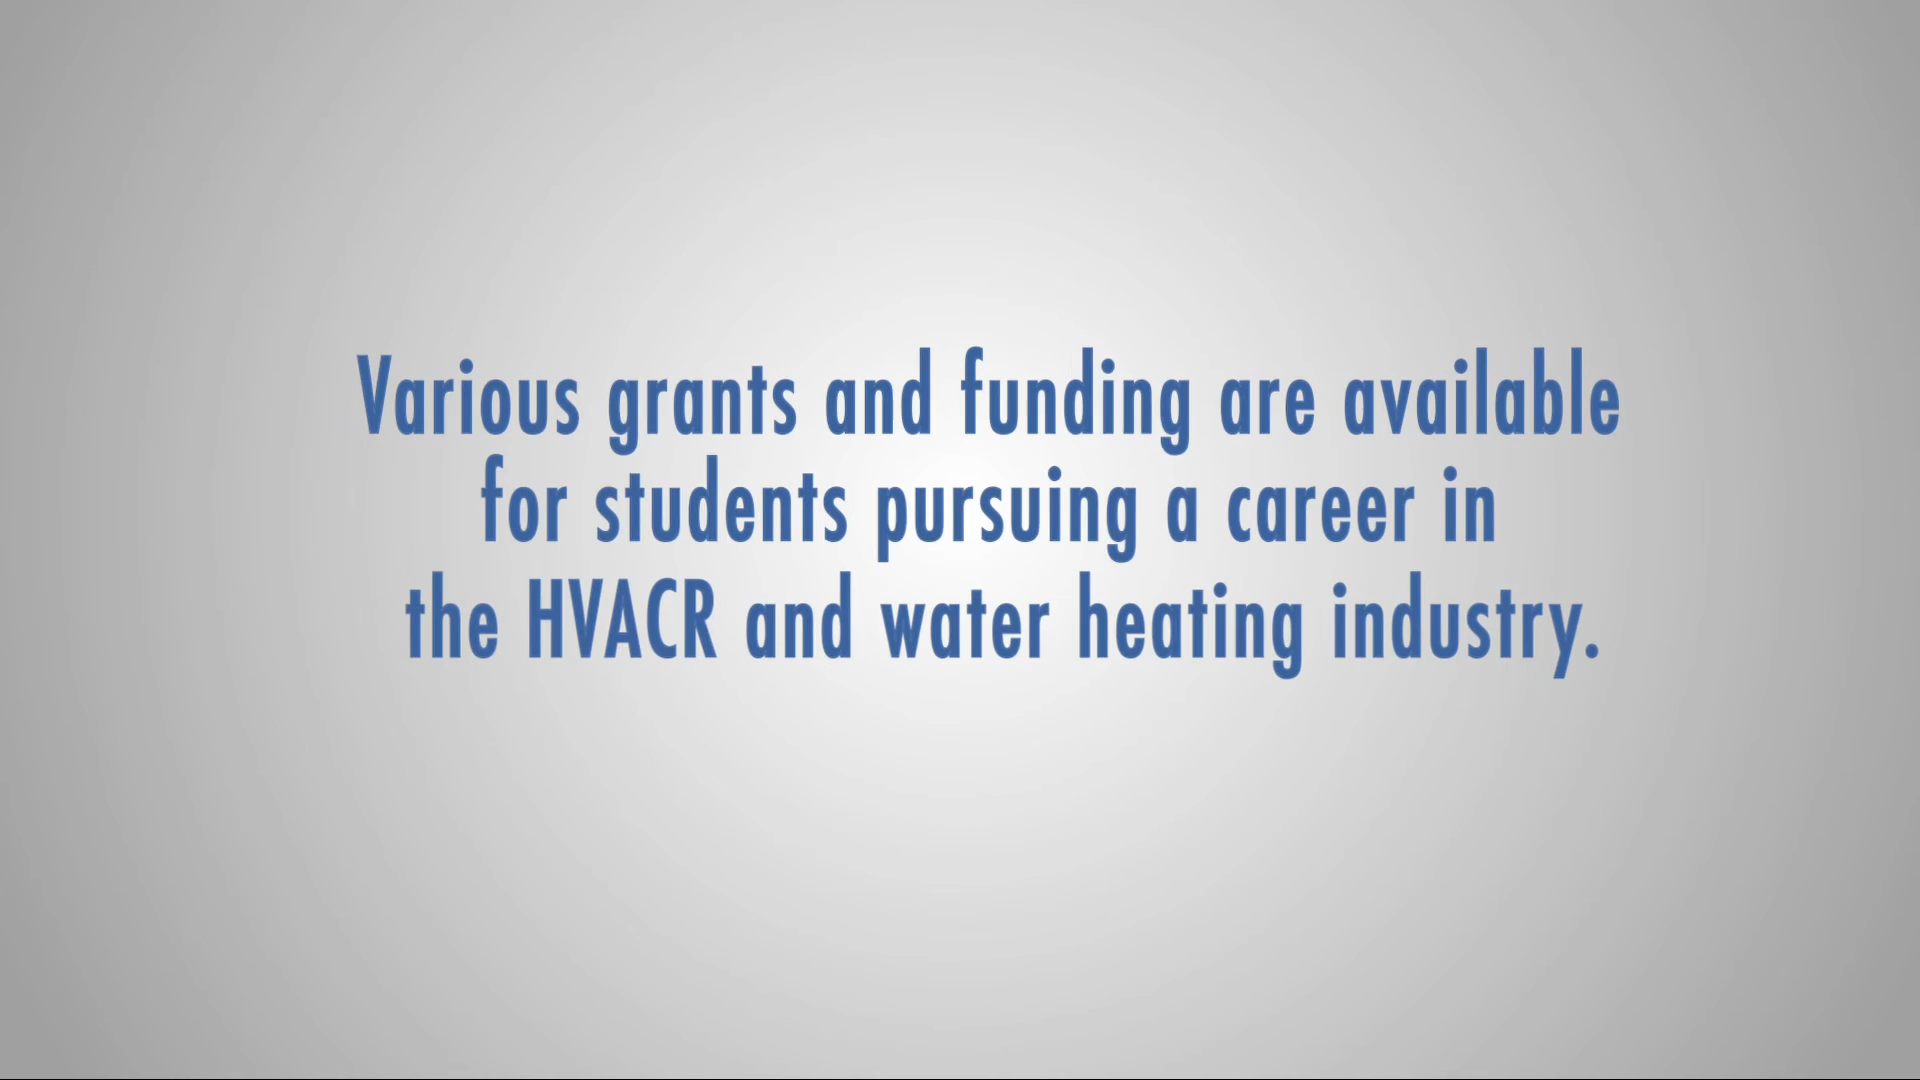 Various grants and funding are available
for students pursuing a career in
the HVACR and water heating industry.